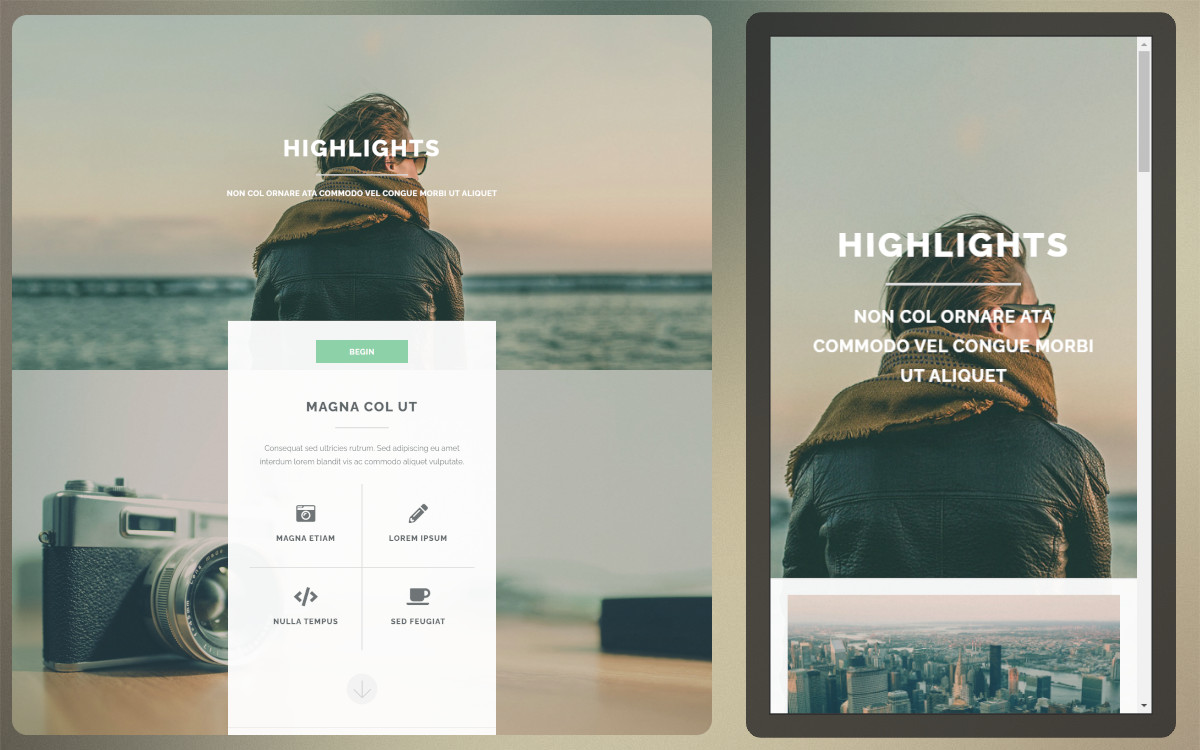 HIGHLIGHTS
NON COL ORNARE ATA COMMODO VEL CONGUE MORBI UT ALIQUET
BEGIN
MAGNA COL UT
Consequat sed ultricies rutrum. Sed adipiscing eu amet
interdum lorem blandit vis ac commodo aliquet vulputate.
MAGNA ETIAM
LOREM IPSUM
NULLA TEMPUS
SED FEUGIAT
HIGHLIGHTS
NON COL ORNARE ATA
COMMODO VEL CONGUE MORBI
UT ALIQUET